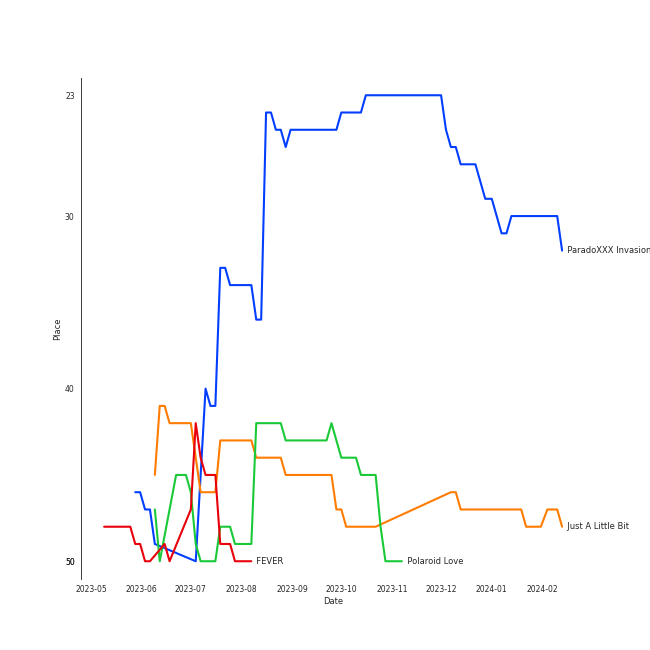 23
30
40
50
Place
ParadoXXX Invasion
Just A Little Bit
FEVER
Polaroid Love
2023-05 2023-06 2023-07 2023-08 2023-09 2023-10 2023-11 2023-12 2024-01 2024-02
Date